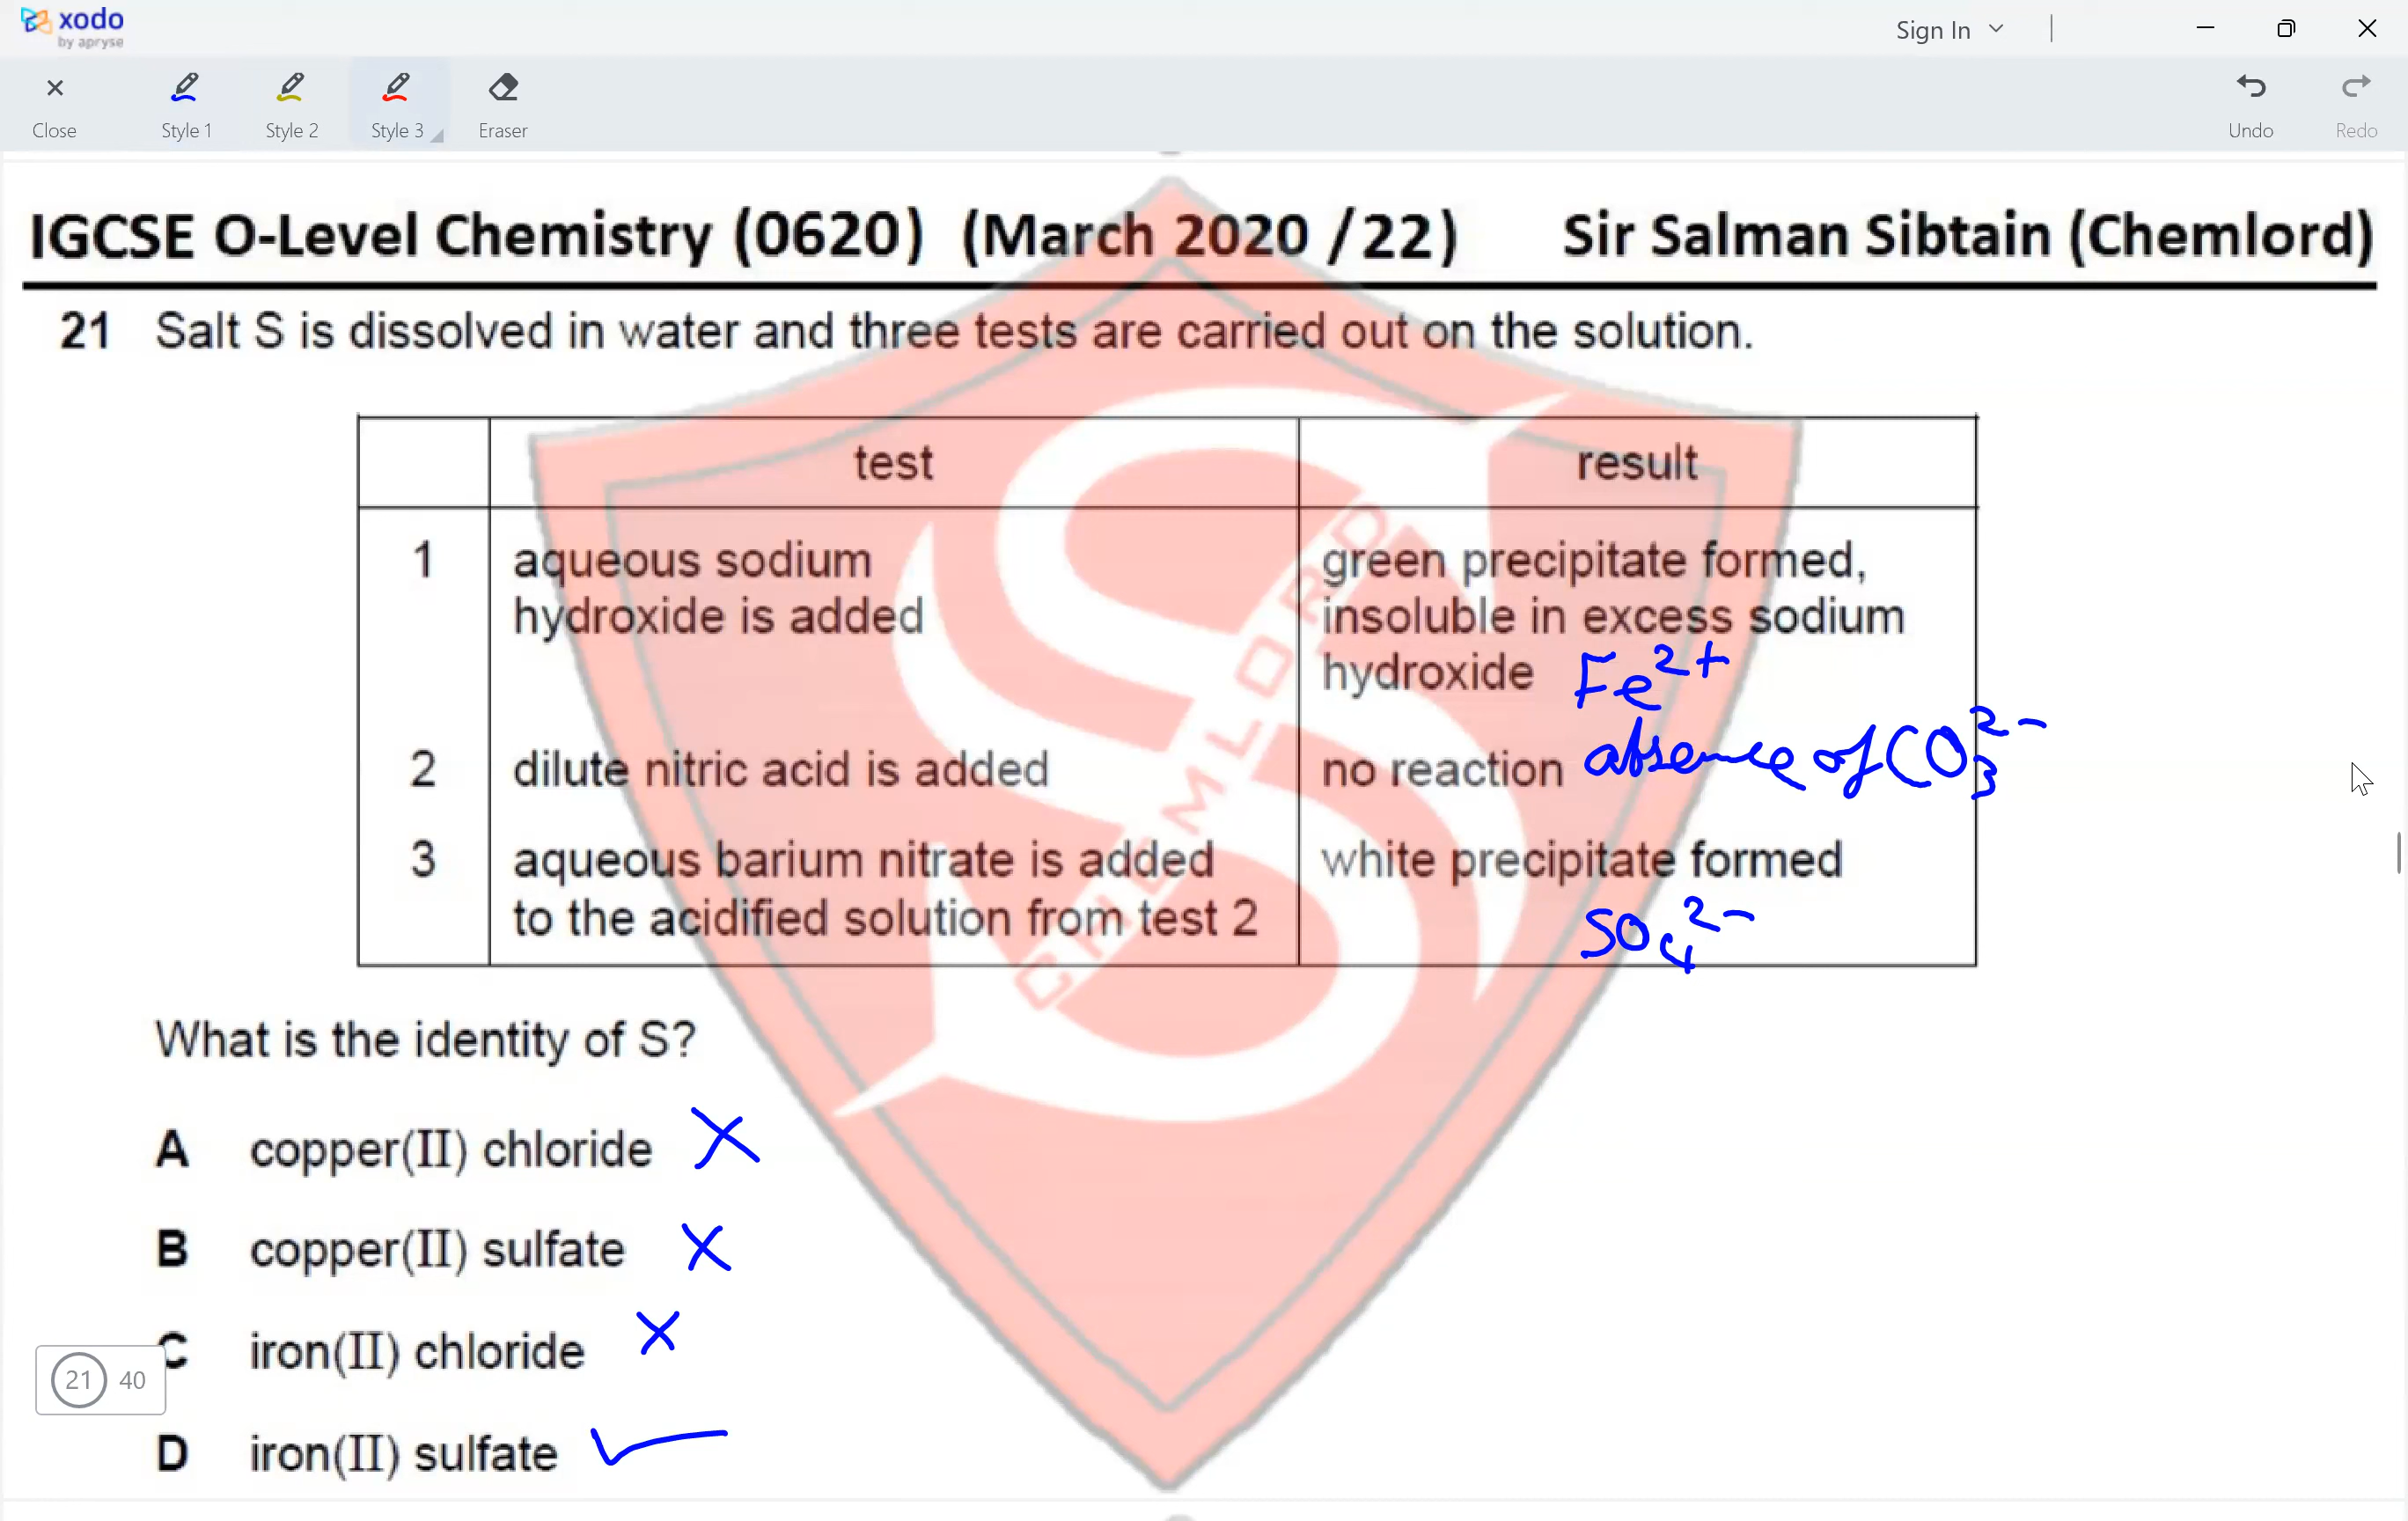 xodo
by apryse
Sign In
Close
Style 1
Style 2
Style 3
Eraser
Undo
Redo
IGCSE O-Level Chemistry (0620) (March 2020 /22) Sir Salman Sibtain (Chemlord)
21 Salt S is dissolved in water and three tests are carried out on the solution.
test result
1 aqueous sodium hydroxide is added
green precipitate formed, insoluble in excess sodium hydroxide Fe²⁺
2 dilute nitric acid is added
no reaction absence of CO₃²⁻
3 aqueous barium nitrate is added to the acidified solution from test 2
white precipitate formed
SO₄²⁻
CHEMLORD
What is the identity of S?
A copper(II) chloride ✗
B copper(II) sulfate ✗
C iron(II) chloride ✗
21 40
D iron(II) sulfate ✓